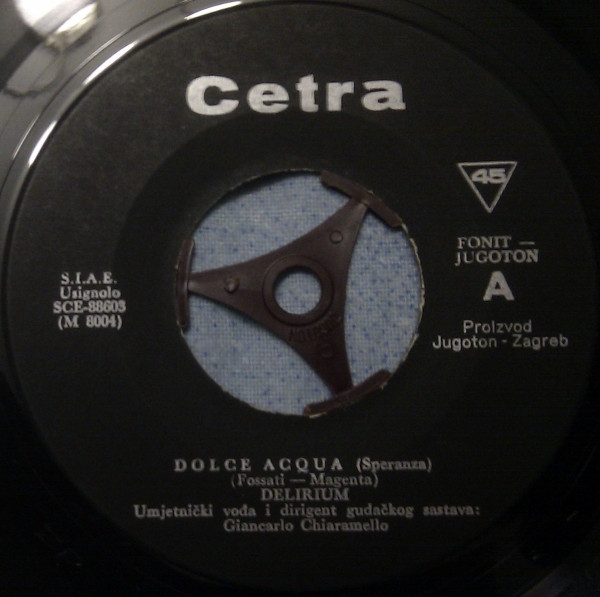 Cetra
45
FONIT —
JUGOTON
A
Proizvod
Jugoton - Zagreb
S.I.A.E.
Usignolo
SCE-88603
(M 8004)
DOLCE ACQUA (Speranza)
(Fossati — Magenta)
DELIRIUM
Umjetnički vođa i dirigent gudačkog sastava:
Giancarlo Chiaramello